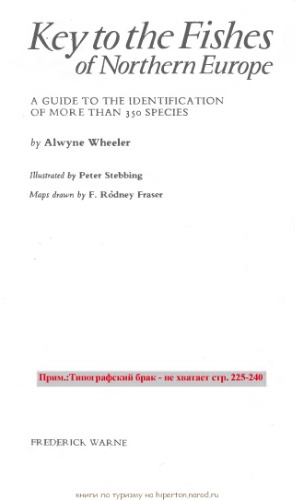 Key to the Fishes
of Northern Europe
A GUIDE TO THE IDENTIFICATION
OF MORE THAN 350 SPECIES
by Alwyne Wheeler
Illustrated by Peter Stebbing
Maps drawn by F. Ródney Fraser
Прим.:Типографский брак - не хватает стр. 225-240
FREDERICK WARNE
книги по туризму на hiperton.narod.ru